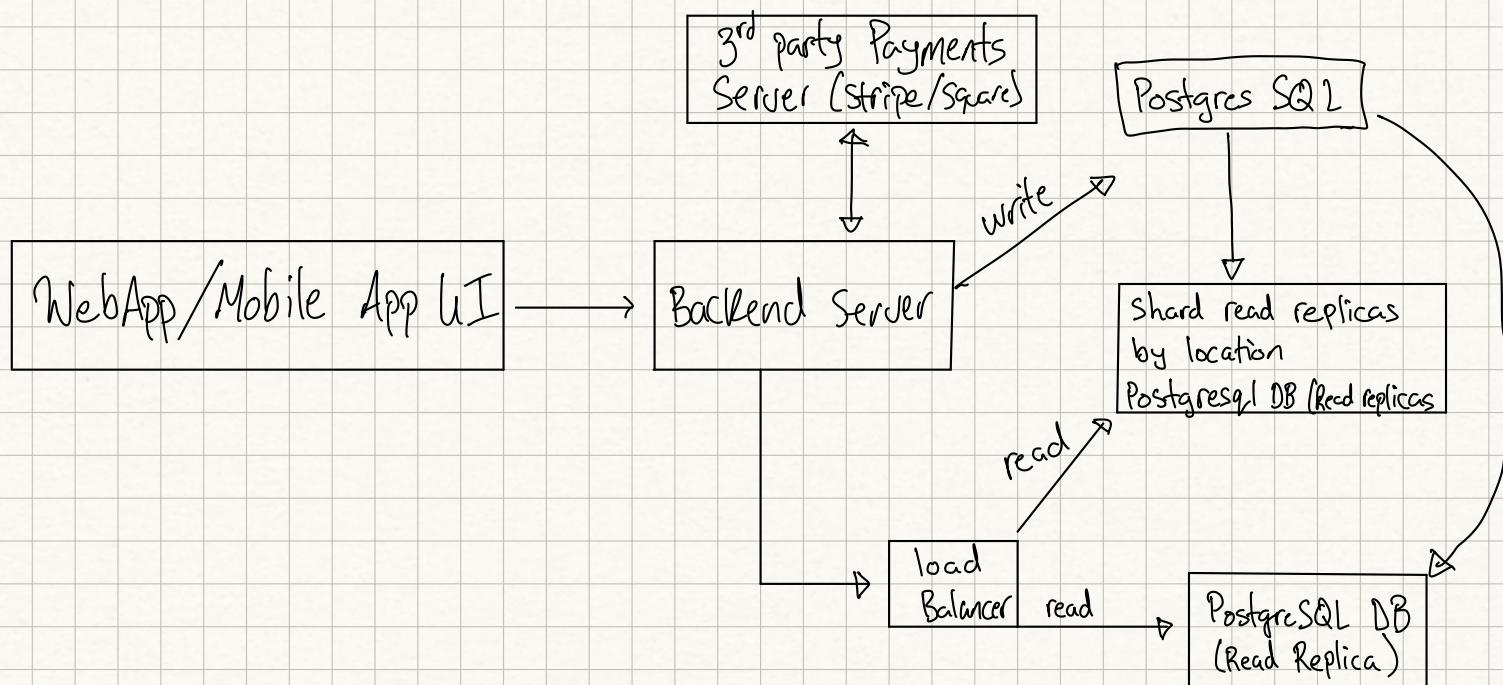 3rd party Payments
Server (stripe/square)
Postgres SQL
write
WebApp/Mobile App UI
Backend Server
Shard read replicas
by location
Postgresql DB (Read replicas
read
load
Balancer
read
PostgreSQL DB
(Read Replica)